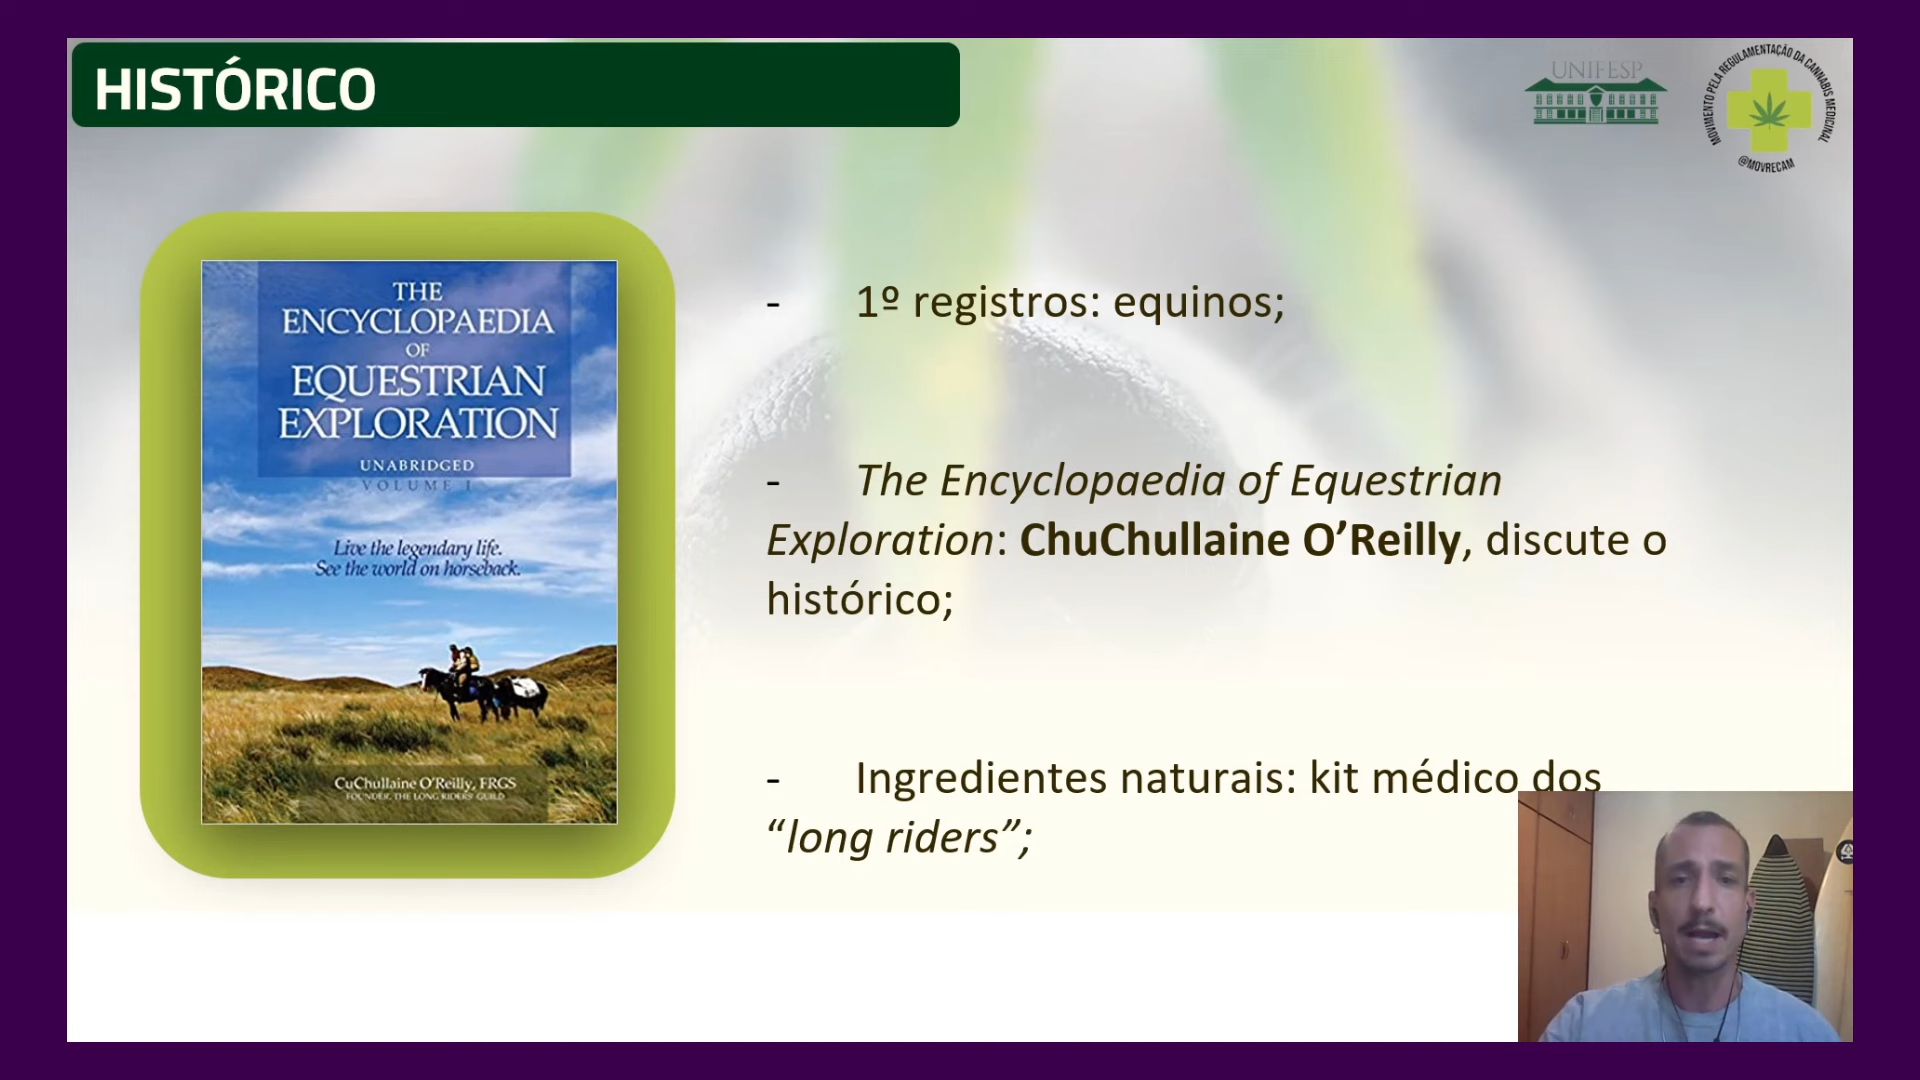 HISTÓRICO
UNIFESP
MOVIMENTO PELA REGULAMENTAÇÃO DA CANNABIS MEDICINAL
@MOVRECAM
THE
ENCYCLOPAEDIA
OF
EQUESTRIAN
EXPLORATION
UNABRIDGED
VOLUME I
Live the legendary life.
See the world on horseback.
CuChullaine O'Reilly, FRGS
FOUNDER, THE LONG RIDERS' GUILD
- 1º registros: equinos;
- The Encyclopaedia of Equestrian
Exploration: ChuChullaine O’Reilly, discute o
histórico;
- Ingredientes naturais: kit médico dos
“long riders”;